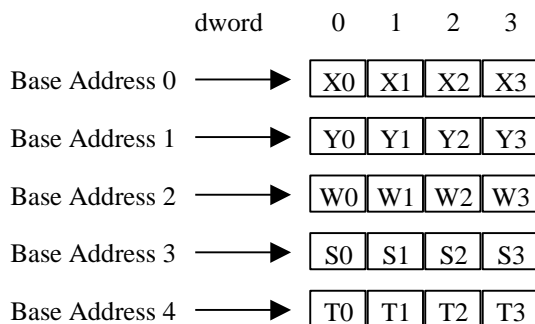 dword 0 1 2 3
Base Address 0 X0 X1 X2 X3
Base Address 1 Y0 Y1 Y2 Y3
Base Address 2 W0 W1 W2 W3
Base Address 3 S0 S1 S2 S3
Base Address 4 T0 T1 T2 T3